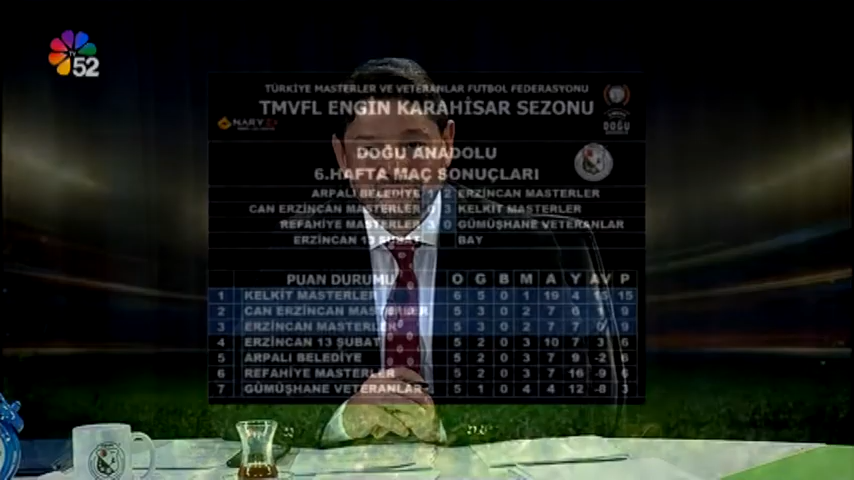 TV
52
TÜRKİYE MASTERLER VE VETERANLAR FUTBOL FEDERASYONU
TMVFL ENGİN KARAHİSAR SEZONU
NARY
DOĞU
DOĞU ANADOLU
6.HAFTA MAÇ SONUÇLARI
ARPALI BELEDİYE 1 2 ERZİNCAN MASTERLER
CAN ERZİNCAN MASTERLER 0 3 KELKİT MASTERLER
REFAHİYE MASTERLER 3 0 GÜMÜŞHANE VETERANLAR
ERZİNCAN 13 ŞUBAT BAY
PUAN DURUMU O G B M A Y AV P
1 KELKİT MASTERLER 6 5 0 1 19 4 15 15
2 CAN ERZİNCAN MASTERLER 5 3 0 2 7 6 1 9
3 ERZİNCAN MASTERLER 5 3 0 2 7 7 0 9
4 ERZİNCAN 13 ŞUBAT 5 2 0 3 10 7 3 6
5 ARPALI BELEDİYE 5 2 0 3 7 9 -2 6
6 REFAHİYE MASTERLER 5 2 0 3 7 16 -9 6
7 GÜMÜŞHANE VETERANLAR 5 1 0 4 4 12 -8 3